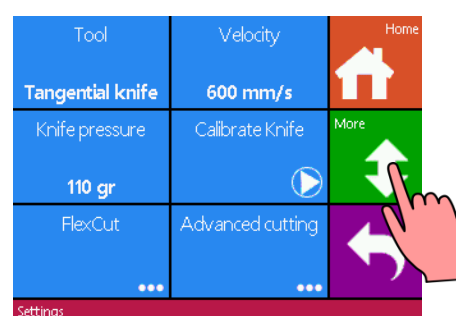 Tool
Tangential knife
Velocity
600 mm/s
Home
Knife pressure
110 gr
Calibrate Knife
More
FlexCut
Advanced cutting
Settings